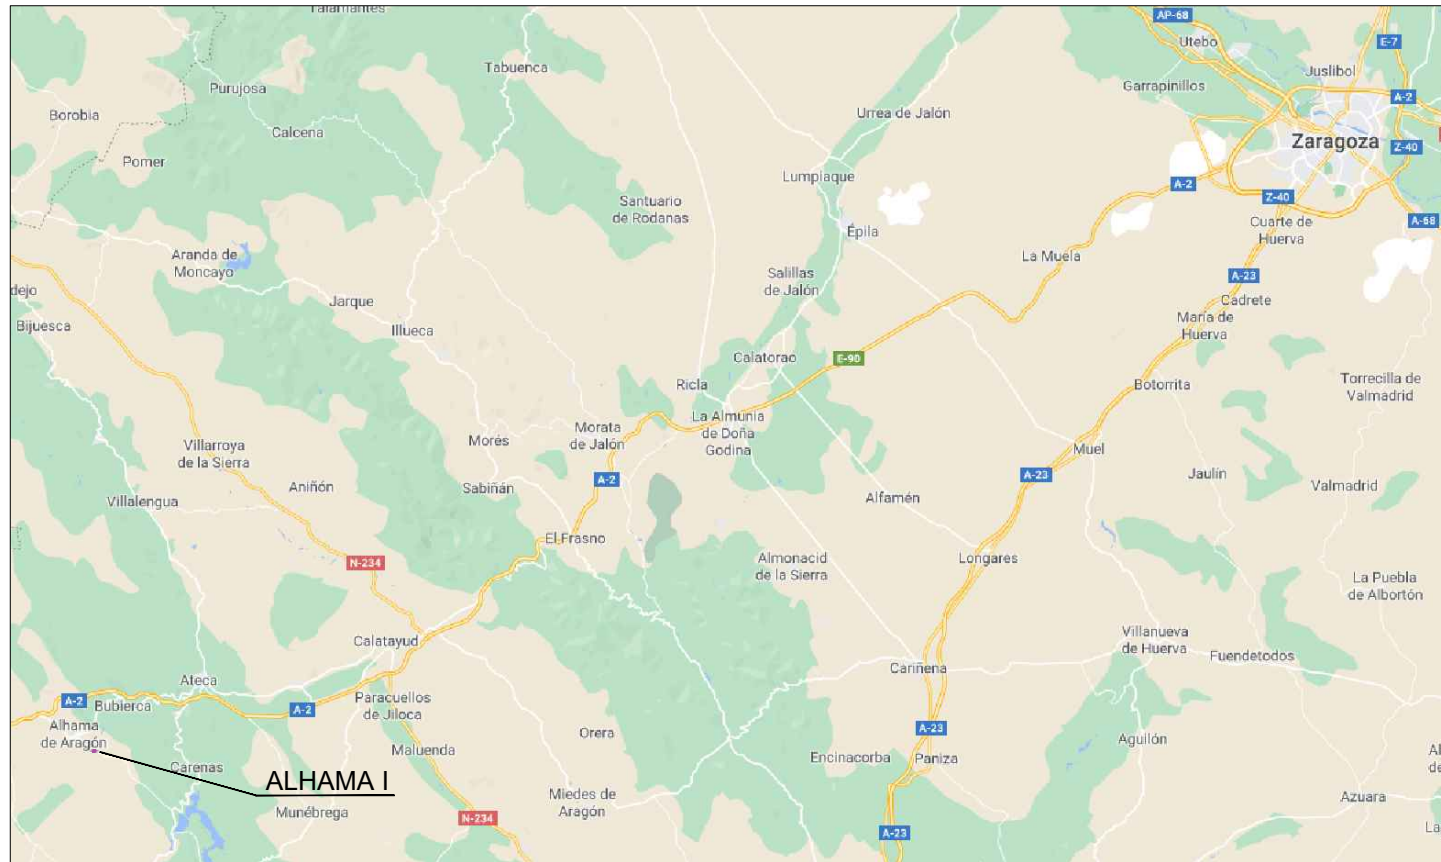 Talamantes
AP-68
Utebo
E-7
Tabuenca
Juslibol
Purujosa
Garrapinillos
A-2
Borobia
Urrea de Jalón
Calcena
Zaragoza
Z-40
Pomer
Lumpiaque
A-2
Santuario
de Rodanas
Z-40
A-68
Épila
Cuarte de
Huerva
Aranda de
Moncayo
La Muela
Salillas
de Jalón
A-23
dejo
Jarque
Cadrete
Bijuesca
Illueca
María de
Huerva
Calatorao
E-90
Ricla
Botorrita
Torrecilla de
Valmadrid
La Almunia
de Doña
Godina
Morata
de Jalón
Morés
Villarroya
de la Sierra
Muel
A-2
A-23
Jaulín
Aniñón
Sabiñán
Valmadrid
Villalengua
Alfamén
El Frasno
N-234
Almonacid
de la Sierra
Longares
La Puebla
de Albortón
Calatayud
Villanueva
de Huerva
Fuendetodos
Cariñena
Ateca
A-2
Bubierca
A-2
Paracuellos
de Jiloca
Alhama
de Aragón
Orera
A-23
Aguilón
Maluenda
Encinacorba
Paniza
Al
de
Carenas
ALHAMA I
Munébrega
Miedes de
Aragón
Azuara
N-234
A-23
La